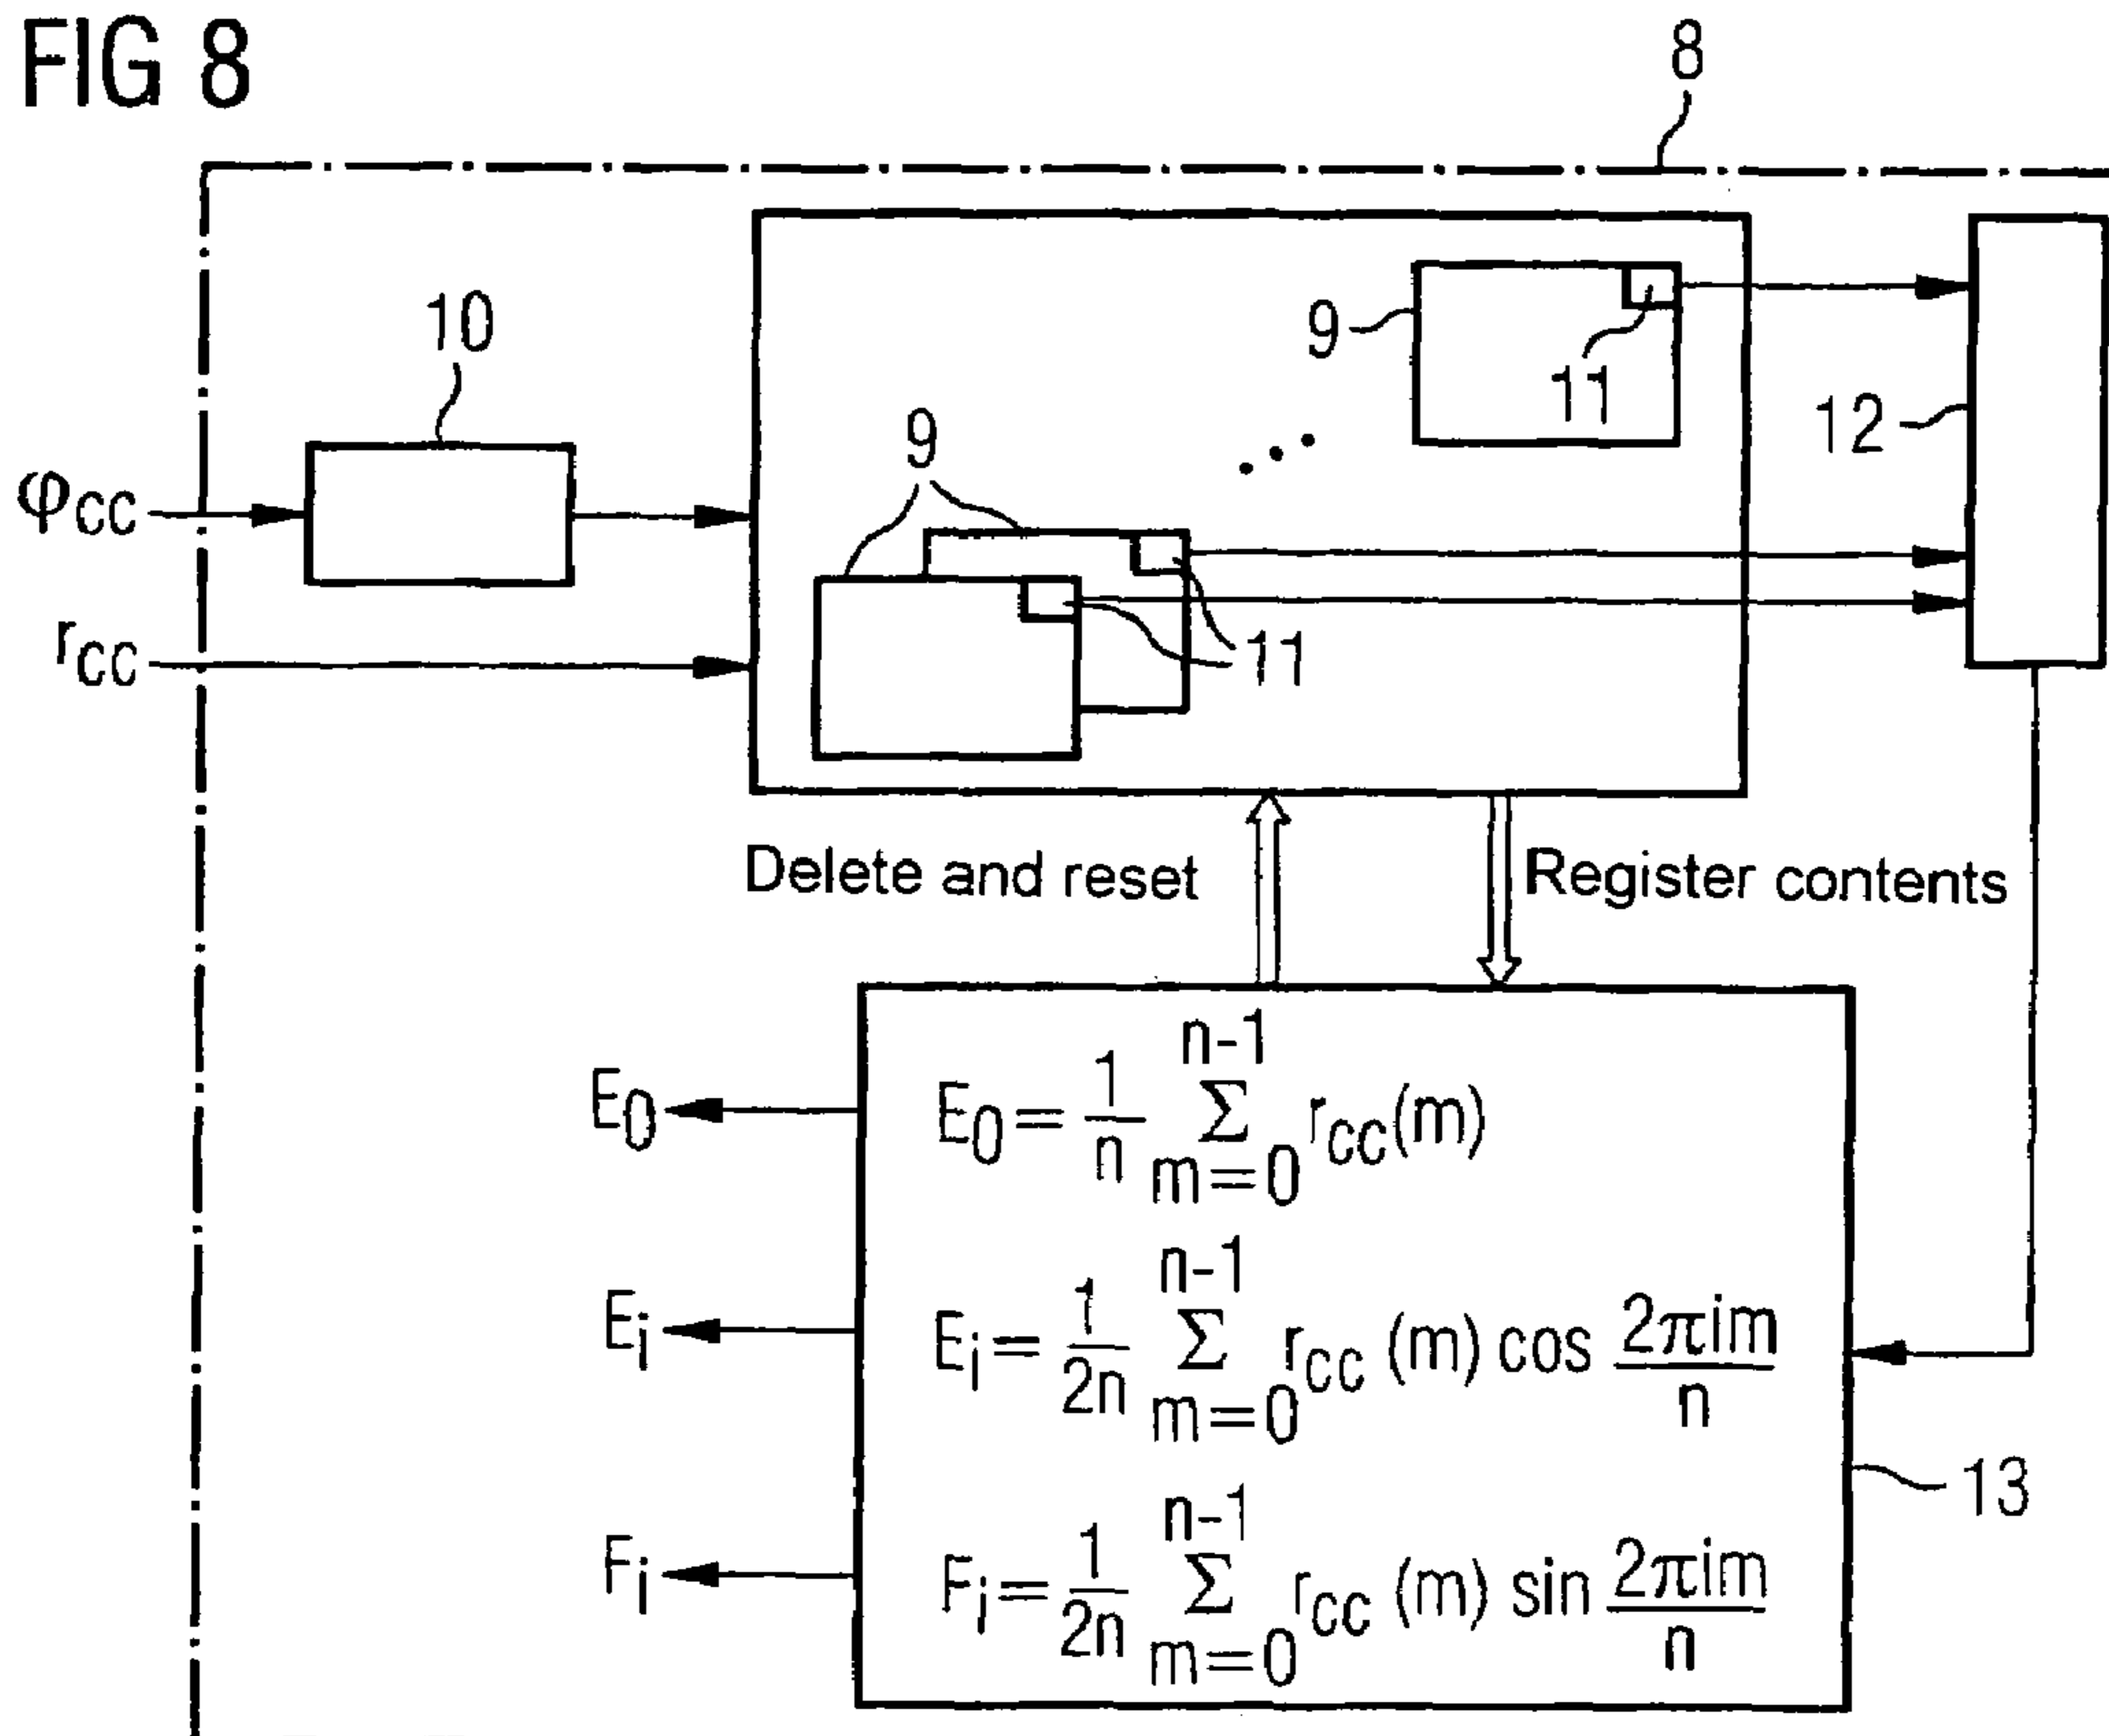 FIG 8
8
10
9
11
12
φcc
9
rcc
11
Delete and reset
Register contents
E0
E0 = 1/n Σ m=0 n-1 rcc(m)
Ei
Ei = 1/2n Σ m=0 n-1 rcc (m) cos 2πim/n
13
Fi
Fi = 1/2n Σ m=0 n-1 rcc (m) sin 2πim/n